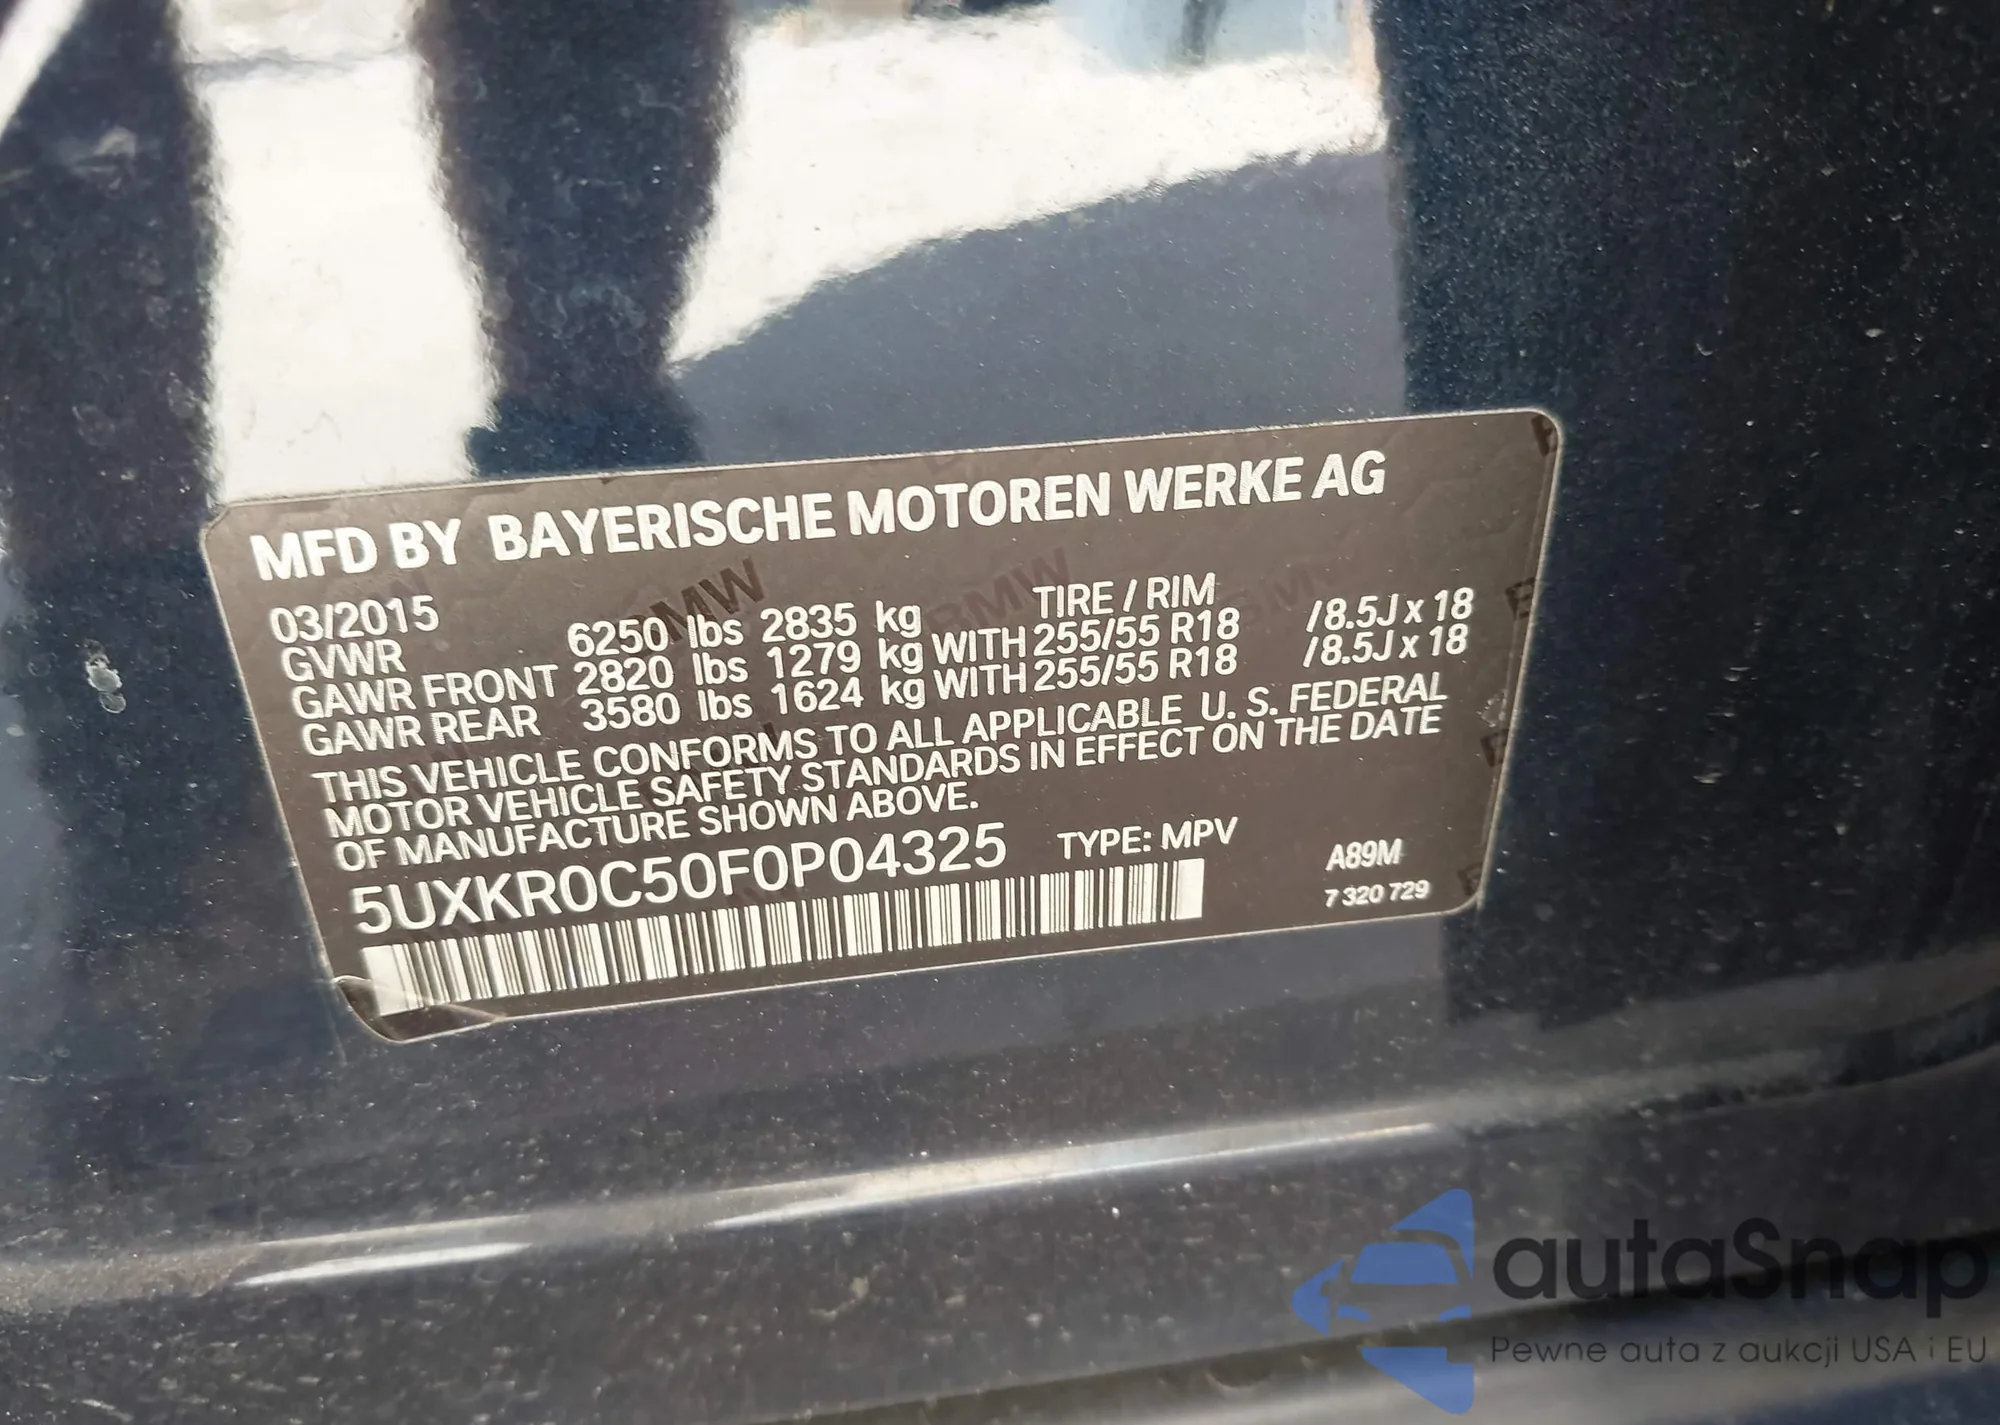 MFD BY BAYERISCHE MOTOREN WERKE AG
03/2015 TIRE / RIM
GVWR 6250 lbs 2835 kg
GAWR FRONT 2820 lbs 1279 kg WITH 255/55 R18 /8.5J x 18
GAWR REAR 3580 lbs 1624 kg WITH 255/55 R18 /8.5J x 18
THIS VEHICLE CONFORMS TO ALL APPLICABLE U. S. FEDERAL
MOTOR VEHICLE SAFETY STANDARDS IN EFFECT ON THE DATE
OF MANUFACTURE SHOWN ABOVE.
5UXKR0C50F0P04325 TYPE: MPV A89M
7 320 729
autaSnap
Pewne auta z aukcji USA i EU